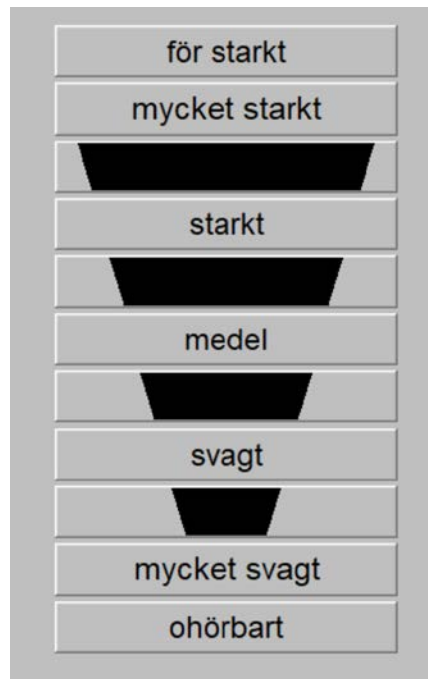 för starkt
mycket starkt
starkt
medel
svagt
mycket svagt
ohörbart